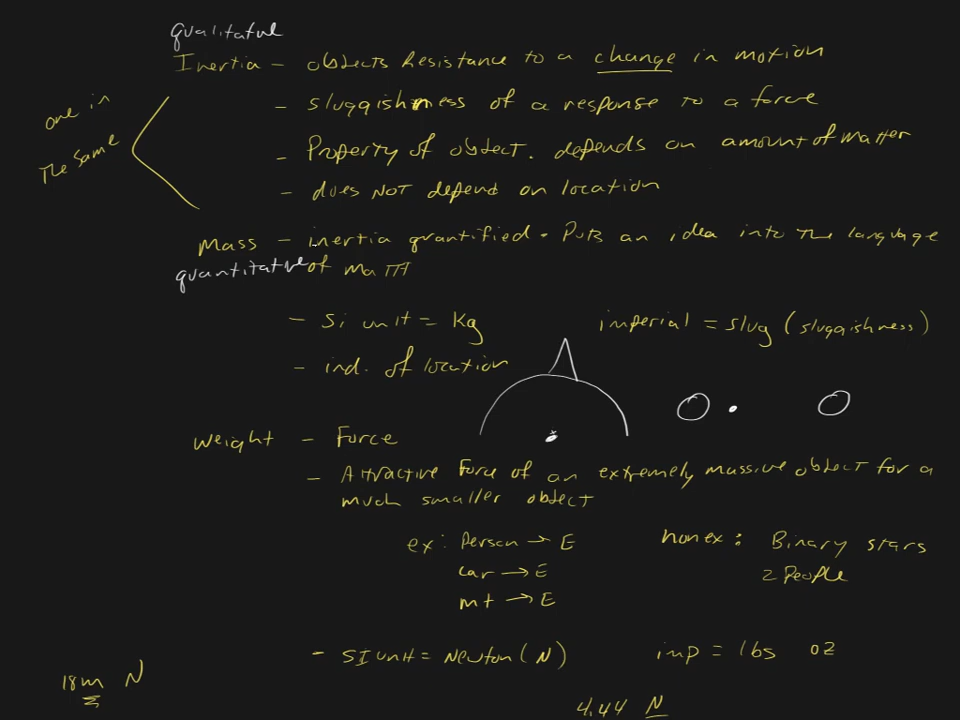 qualitative
Inertia - objects Resistance to a change in motion
- sluggishness of a response to a force
one in
The same
- Property of object. depends on amount of matter
- does NOT depend on location
Mass - inertia quantified. Puts an idea into the language
quantitative of maTH
- Si unit = Kg
imperial = slug (sluggishness)
- ind. of location
weight - Force
- Attractive Force of an extremely massive object for a
much smaller object
ex: Person → E
car → E
mt → E
nonex: Binary stars
2 People
- SI unit = Newton (N)
imp = lbs oz
18m N
4.44 N